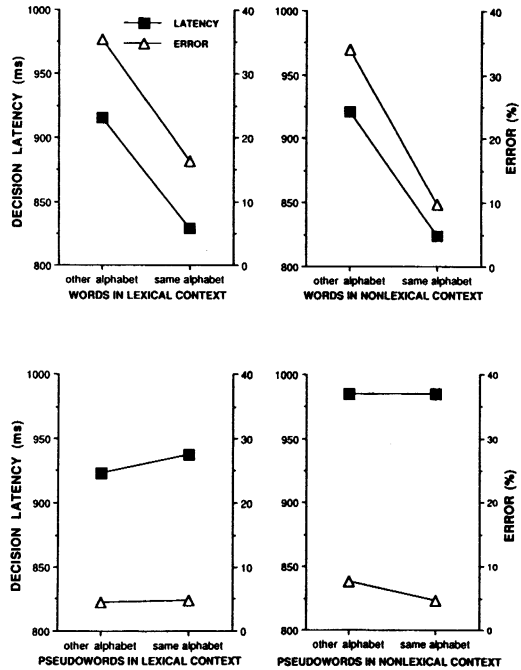 1000 950 900 850 800
DECISION LATENCY (ms)
LATENCY
ERROR
40 30 20 10 0
other alphabet same alphabet
WORDS IN LEXICAL CONTEXT
1000 950 900 850 800
40 30 20 10 0
ERROR (%)
other alphabet same alphabet
WORDS IN NONLEXICAL CONTEXT
1000 950 900 850 800
DECISION LATENCY (ms)
40 30 20 10 0
other alphabet same alphabet
PSEUDOWORDS IN LEXICAL CONTEXT
1000 950 900 850 800
40 30 20 10 0
ERROR (%)
other alphabet same alphabet
PSEUDOWORDS IN NONLEXICAL CONTEXT